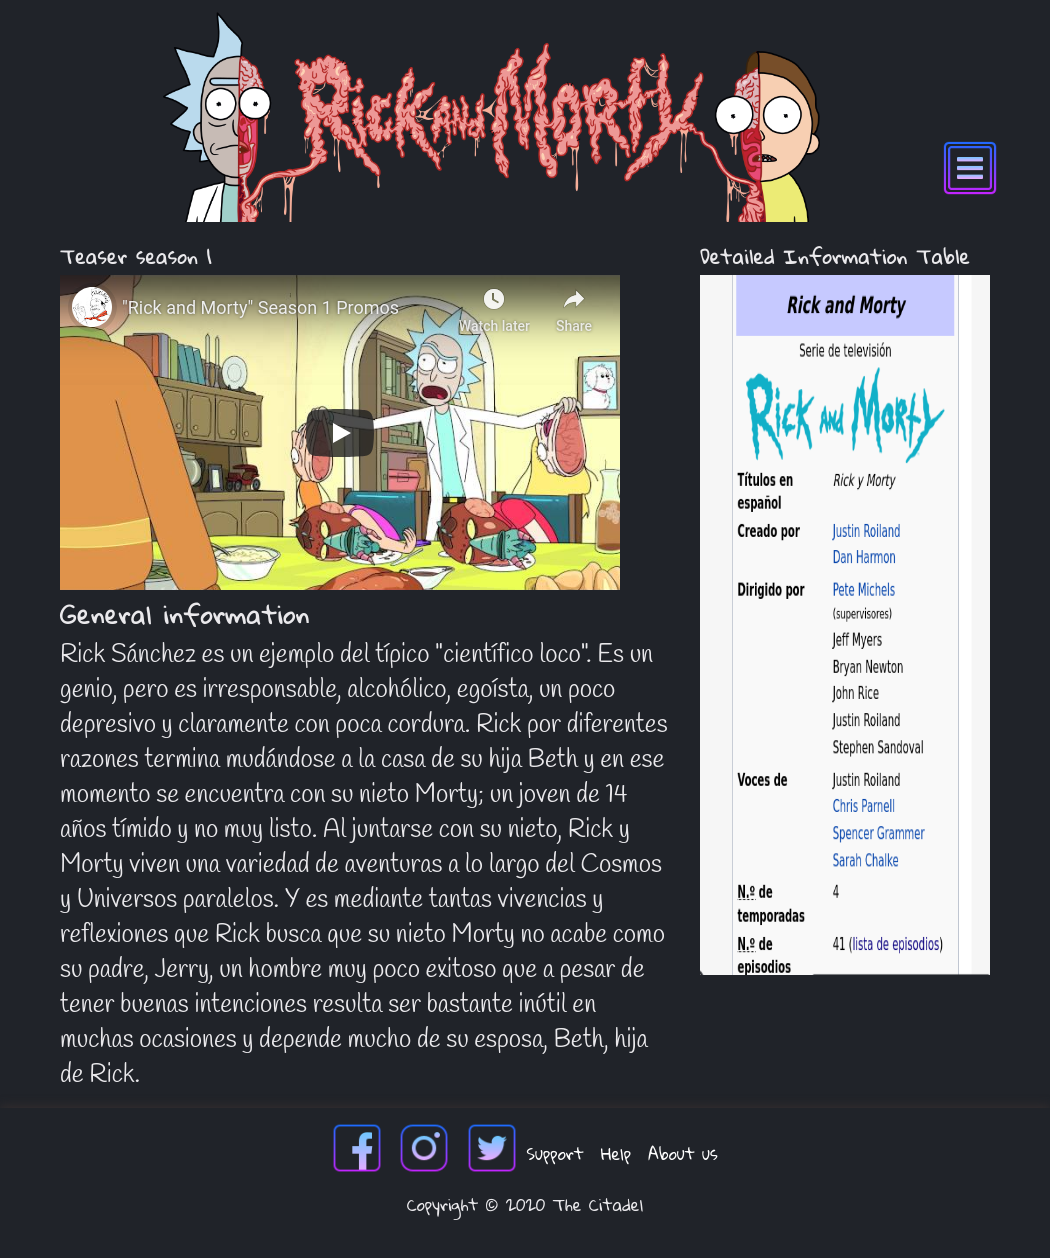 Rick and Morty
Teaser season 1
"Rick and Morty" Season 1 Promos
Watch later
Share
General information
Rick Sánchez es un ejemplo del típico "científico loco". Es un
genio, pero es irresponsable, alcohólico, egoísta, un poco
depresivo y claramente con poca cordura. Rick por diferentes
razones termina mudándose a la casa de su hija Beth y en ese
momento se encuentra con su nieto Morty; un joven de 14
años tímido y no muy listo. Al juntarse con su nieto, Rick y
Morty viven una variedad de aventuras a lo largo del Cosmos
y Universos paralelos. Y es mediante tantas vivencias y
reflexiones que Rick busca que su nieto Morty no acabe como
su padre, Jerry, un hombre muy poco exitoso que a pesar de
tener buenas intenciones resulta ser bastante inútil en
muchas ocasiones y depende mucho de su esposa, Beth, hija
de Rick.
Detailed Information Table
Rick and Morty
Serie de televisión
Rick and Morty
Títulos en español Rick y Morty
Creado por Justin Roiland
Dan Harmon
Dirigido por Pete Michels
(supervisores)
Jeff Myers
Bryan Newton
John Rice
Justin Roiland
Stephen Sandoval
Voces de Justin Roiland
Chris Parnell
Spencer Grammer
Sarah Chalke
N.º de temporadas 4
N.º de episodios 41 (lista de episodios)
Support Help About us
Copyright © 2020 The Citadel